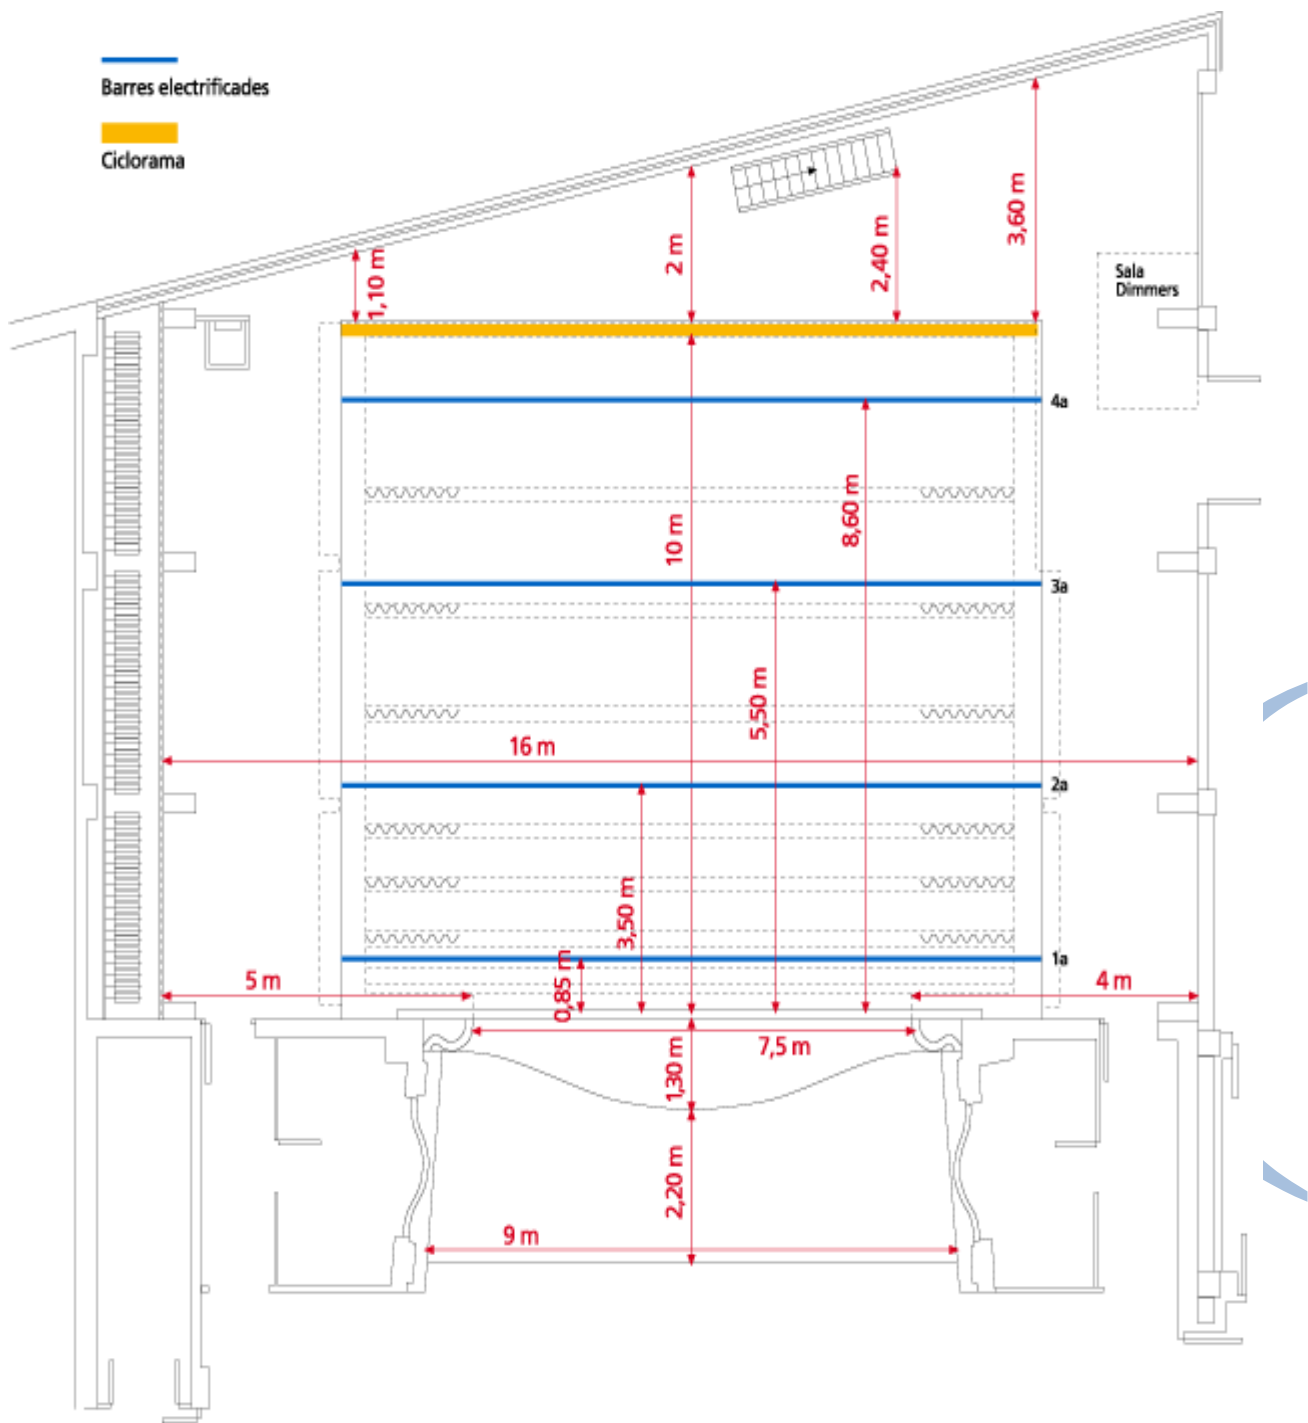 Barres electrificades
Ciclorama
3,60 m
2 m
2,40 m
1,10 m
Sala
Dimmers
4a
8,60 m
10 m
3a
5,50 m
16 m
2a
3,50 m
1a
5 m
0,85 m
4 m
7,5 m
1,30 m
2,20 m
9 m